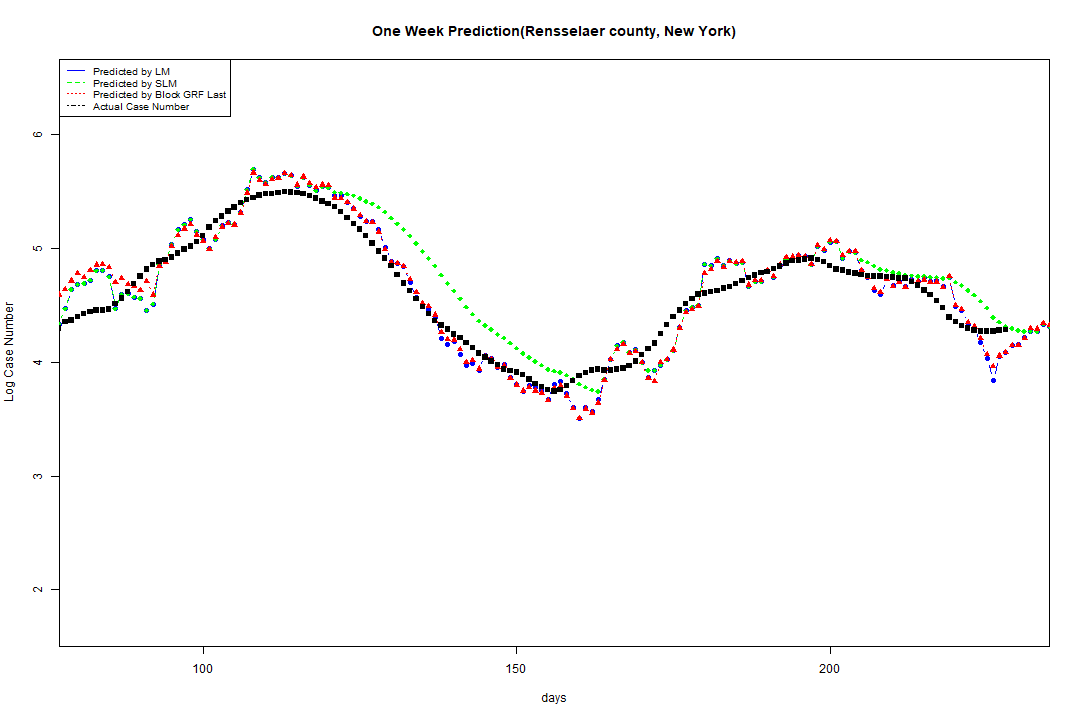 One Week Prediction(Rensselaer county, New York)
Predicted by LM
Predicted by SLM
Predicted by Block GRF Last
Actual Case Number
Log Case Number
6
5
4
3
2
100 150 200
days